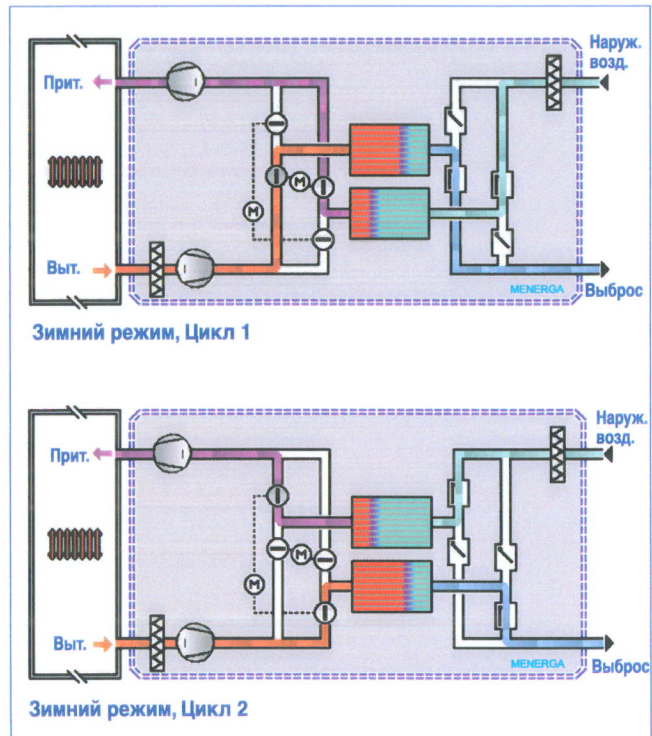 Наруж.
возд.
Прит.
M
M
Выт.
MENERGA
Выброс
Зимний режим, Цикл 1
Наруж.
возд.
Прит.
M
M
Выт.
MENERGA
Выброс
Зимний режим, Цикл 2